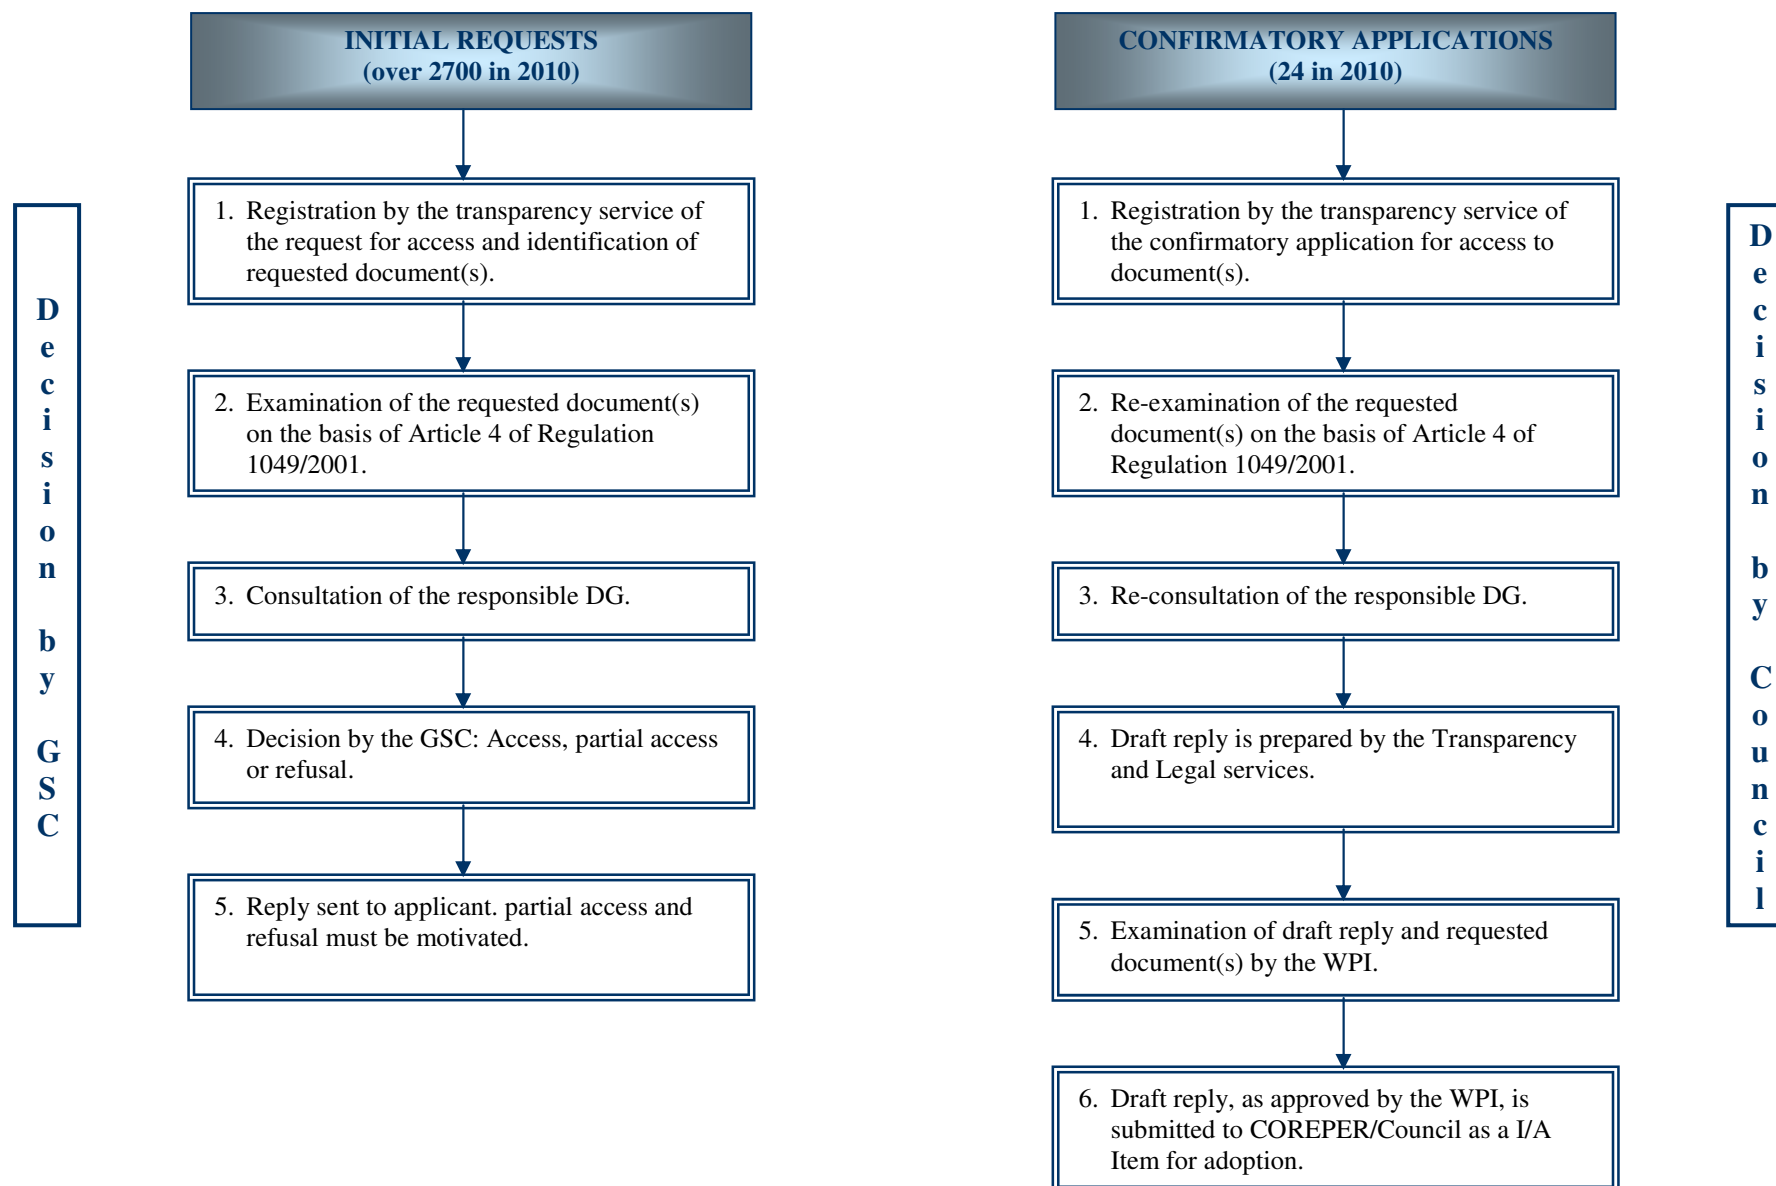 INITIAL REQUESTS
(over 2700 in 2010)
1. Registration by the transparency service of
the request for access and identification of
requested document(s).
2. Examination of the requested document(s)
on the basis of Article 4 of Regulation
1049/2001.
3. Consultation of the responsible DG.
4. Decision by the GSC: Access, partial access
or refusal.
5. Reply sent to applicant. partial access and
refusal must be motivated.
Decision by GSC
CONFIRMATORY APPLICATIONS
(24 in 2010)
1. Registration by the transparency service of
the confirmatory application for access to
document(s).
2. Re-examination of the requested
document(s) on the basis of Article 4 of
Regulation 1049/2001.
3. Re-consultation of the responsible DG.
4. Draft reply is prepared by the Transparency
and Legal services.
5. Examination of draft reply and requested
document(s) by the WPI.
6. Draft reply, as approved by the WPI, is
submitted to COREPER/Council as a I/A
Item for adoption.
Decision by Council